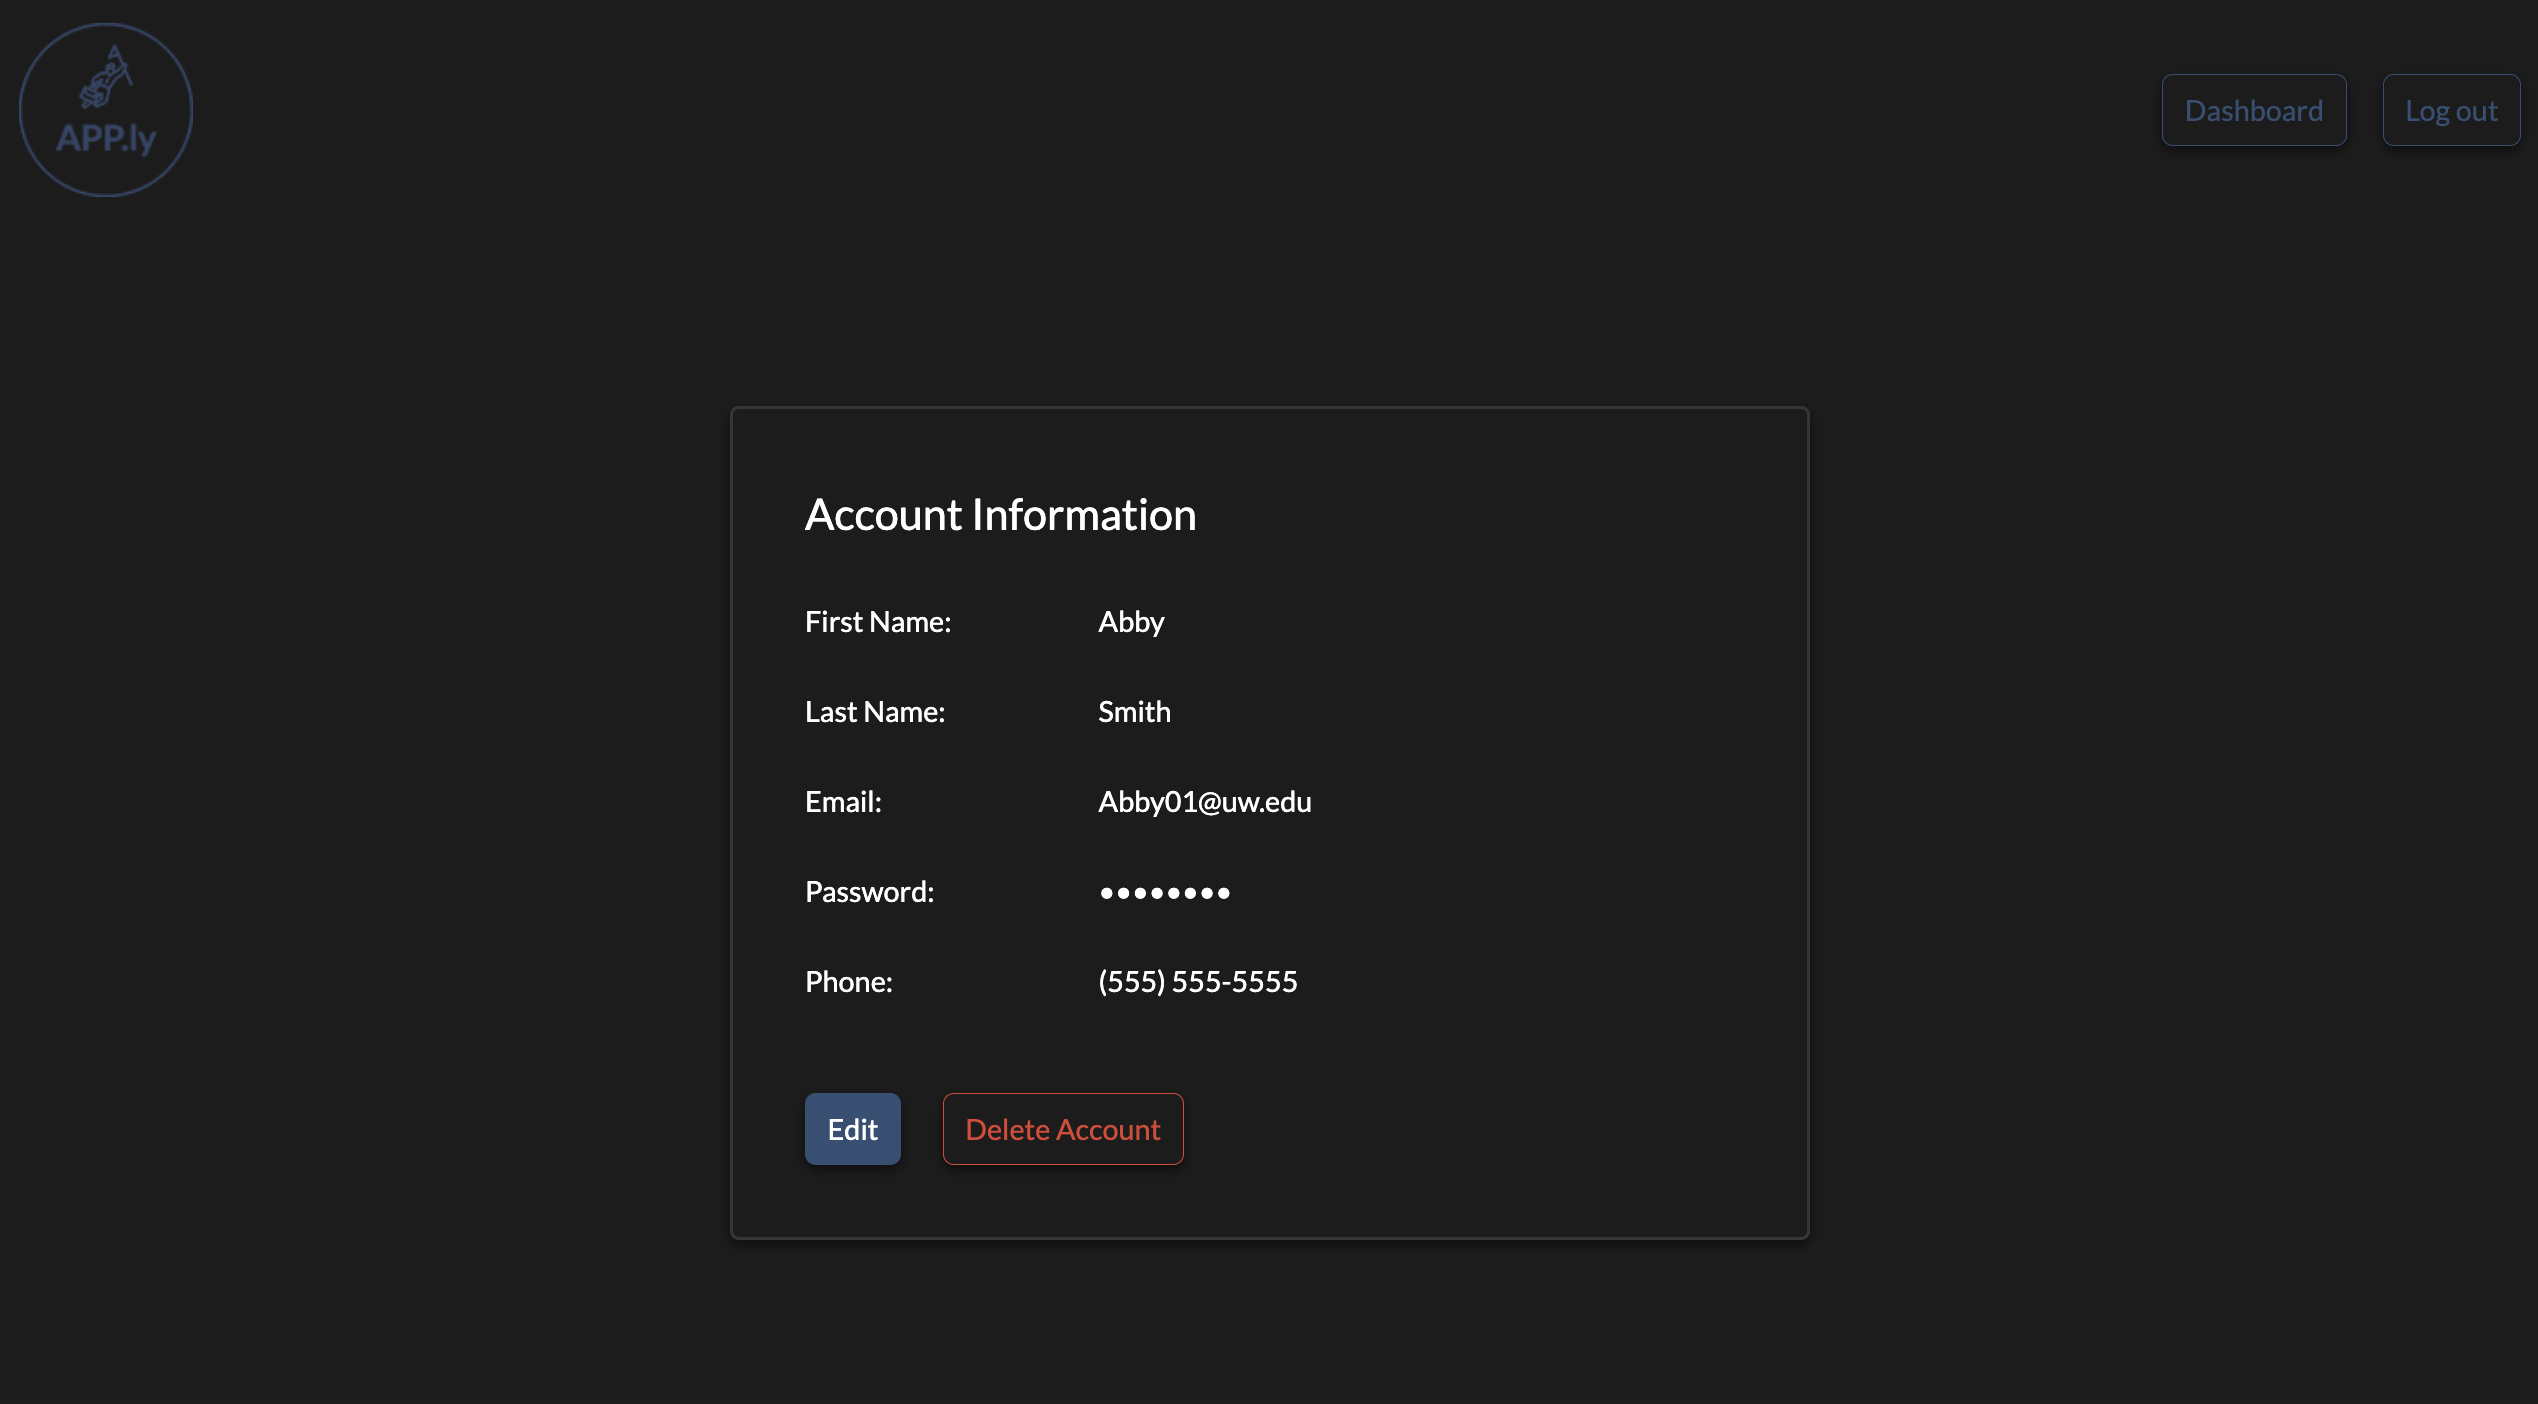 APP.ly
Dashboard
Log out
Account Information
First Name: Abby
Last Name: Smith
Email: Abby01@uw.edu
Password: ••••••••
Phone: (555) 555-5555
Edit
Delete Account